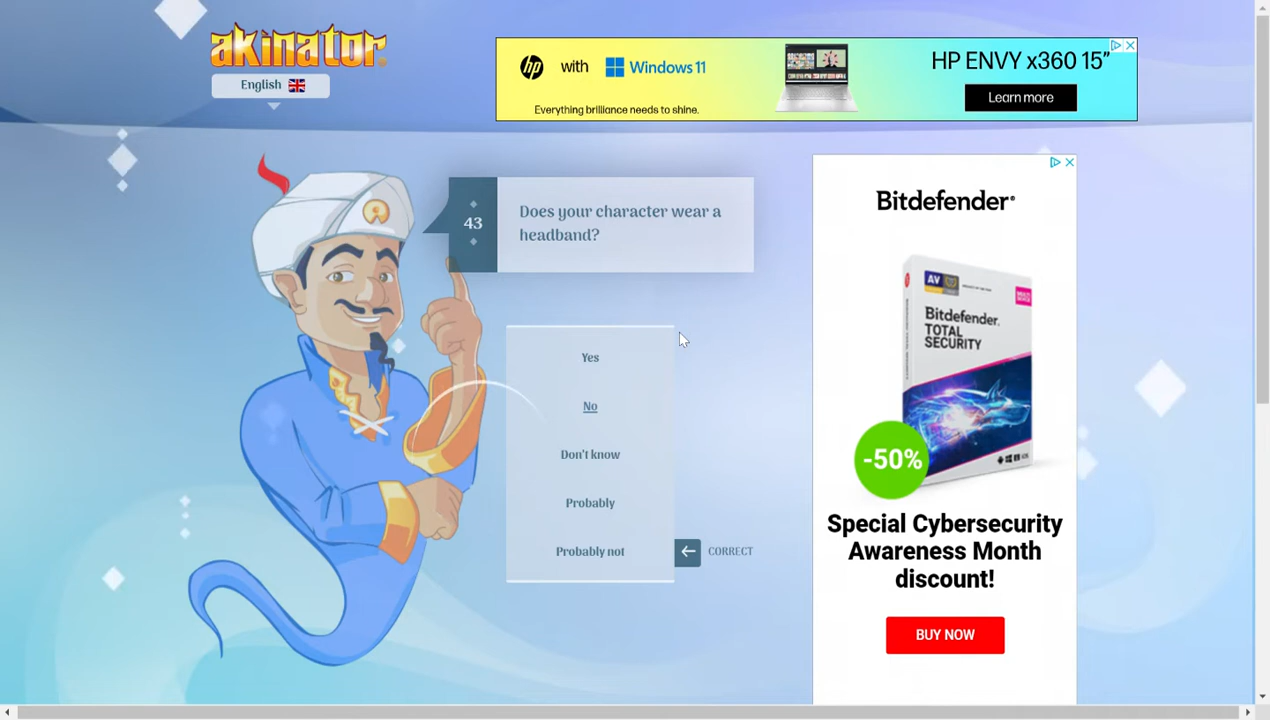 akinator.
English
hp with Windows 11
Everything brilliance needs to shine.
HP ENVY x360 15”
Learn more
43
Does your character wear a
headband?
Yes
No
Don't know
Probably
Probably not
CORRECT
Bitdefender®
AV
Bitdefender
TOTAL
SECURITY
-50%
Special Cybersecurity
Awareness Month
discount!
BUY NOW